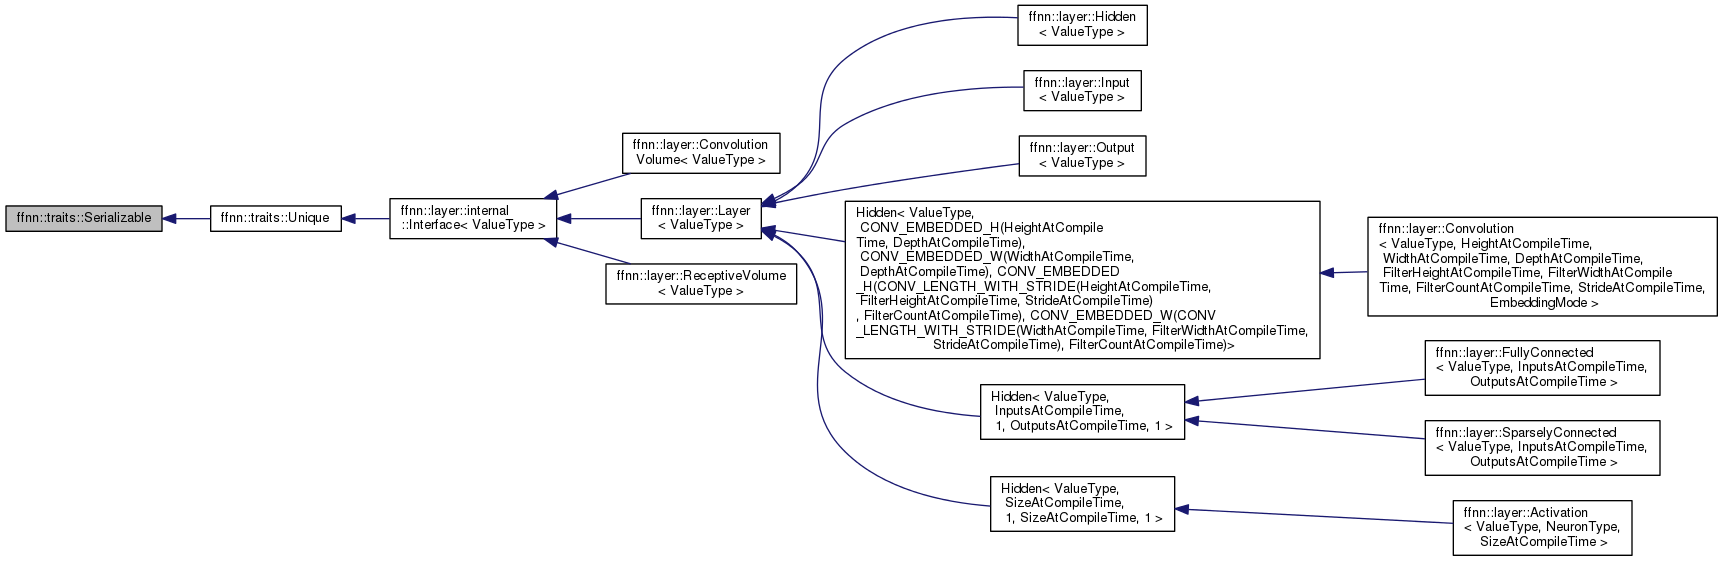 ffnn::traits::Serializable
ffnn::traits::Unique
ffnn::layer::internal
::Interface< ValueType >
ffnn::layer::Convolution
Volume< ValueType >
ffnn::layer::Layer
< ValueType >
ffnn::layer::ReceptiveVolume
< ValueType >
ffnn::layer::Hidden
< ValueType >
ffnn::layer::Input
< ValueType >
ffnn::layer::Output
< ValueType >
Hidden< ValueType,
CONV_EMBEDDED_H(HeightAtCompile
Time, DepthAtCompileTime),
CONV_EMBEDDED_W(WidthAtCompileTime,
DepthAtCompileTime), CONV_EMBEDDED
_H(CONV_LENGTH_WITH_STRIDE(HeightAtCompileTime,
FilterHeightAtCompileTime, StrideAtCompileTime)
, FilterCountAtCompileTime), CONV_EMBEDDED_W(CONV
_LENGTH_WITH_STRIDE(WidthAtCompileTime, FilterWidthAtCompileTime,
StrideAtCompileTime), FilterCountAtCompileTime)>
Hidden< ValueType,
InputsAtCompileTime,
1, OutputsAtCompileTime, 1 >
Hidden< ValueType,
SizeAtCompileTime,
1, SizeAtCompileTime, 1 >
ffnn::layer::Convolution
< ValueType, HeightAtCompileTime,
WidthAtCompileTime, DepthAtCompileTime,
FilterHeightAtCompileTime, FilterWidthAtCompile
Time, FilterCountAtCompileTime, StrideAtCompileTime,
EmbeddingMode >
ffnn::layer::FullyConnected
< ValueType, InputsAtCompileTime,
OutputsAtCompileTime >
ffnn::layer::SparselyConnected
< ValueType, InputsAtCompileTime,
OutputsAtCompileTime >
ffnn::layer::Activation
< ValueType, NeuronType,
SizeAtCompileTime >